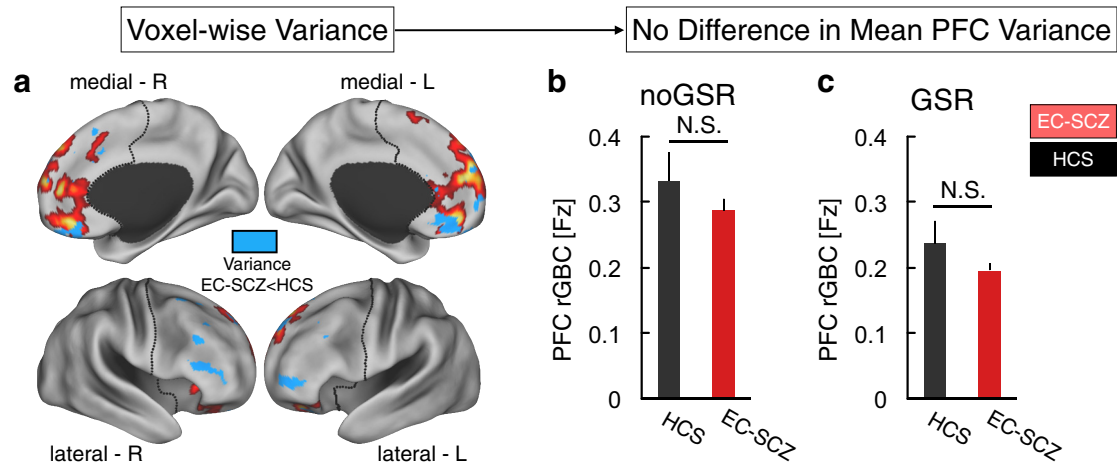 Voxel-wise Variance
No Difference in Mean PFC Variance
a
medial - R
medial - L
Variance
EC-SCZ<HCS
lateral - R
lateral - L
b
noGSR
N.S.
PFC rGBC [Fz]
0.4
0.3
0.2
0.1
0
HCS
EC-SCZ
c
GSR
N.S.
PFC rGBC [Fz]
0.4
0.3
0.2
0.1
0
HCS
EC-SCZ
EC-SCZ
HCS